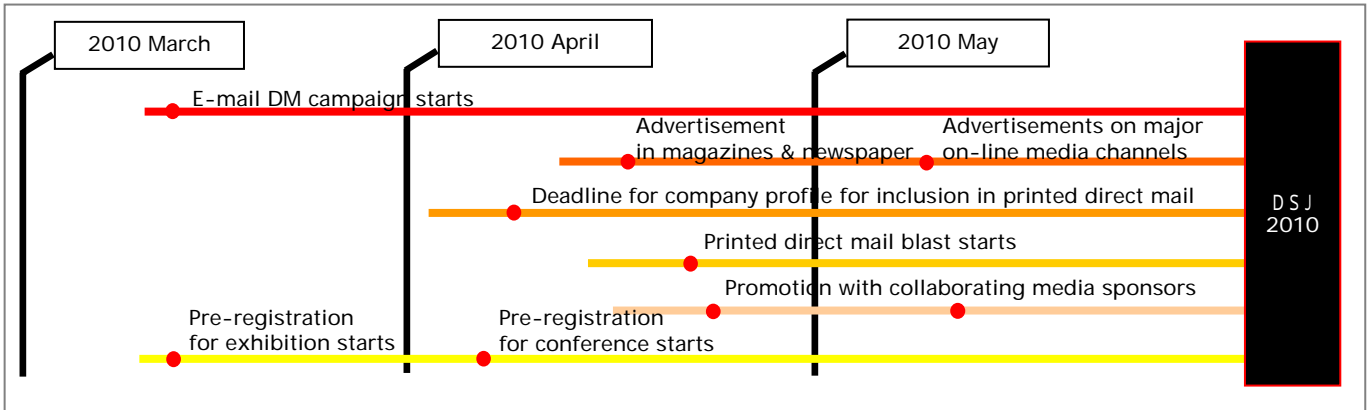 2010 March
2010 April
2010 May
E-mail DM campaign starts
Advertisement
in magazines & newspaper
Advertisements on major
on-line media channels
Deadline for company profile for inclusion in printed direct mail
DSJ
2010
Printed direct mail blast starts
Promotion with collaborating media sponsors
Pre-registration
for exhibition starts
Pre-registration
for conference starts